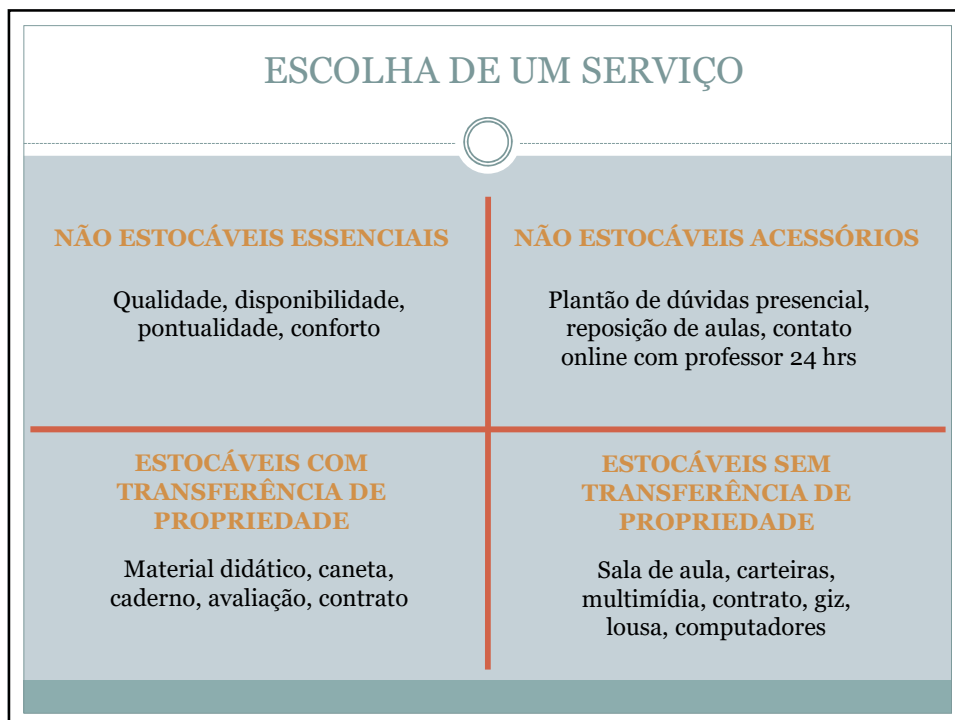 ESCOLHA DE UM SERVIÇO
NÃO ESTOCÁVEIS ESSENCIAIS
Qualidade, disponibilidade,
pontualidade, conforto
NÃO ESTOCÁVEIS ACESSÓRIOS
Plantão de dúvidas presencial,
reposição de aulas, contato
online com professor 24 hrs
ESTOCÁVEIS COM
TRANSFERÊNCIA DE
PROPRIEDADE
Material didático, caneta,
caderno, avaliação, contrato
ESTOCÁVEIS SEM
TRANSFERÊNCIA DE
PROPRIEDADE
Sala de aula, carteiras,
multimídia, contrato, giz,
lousa, computadores